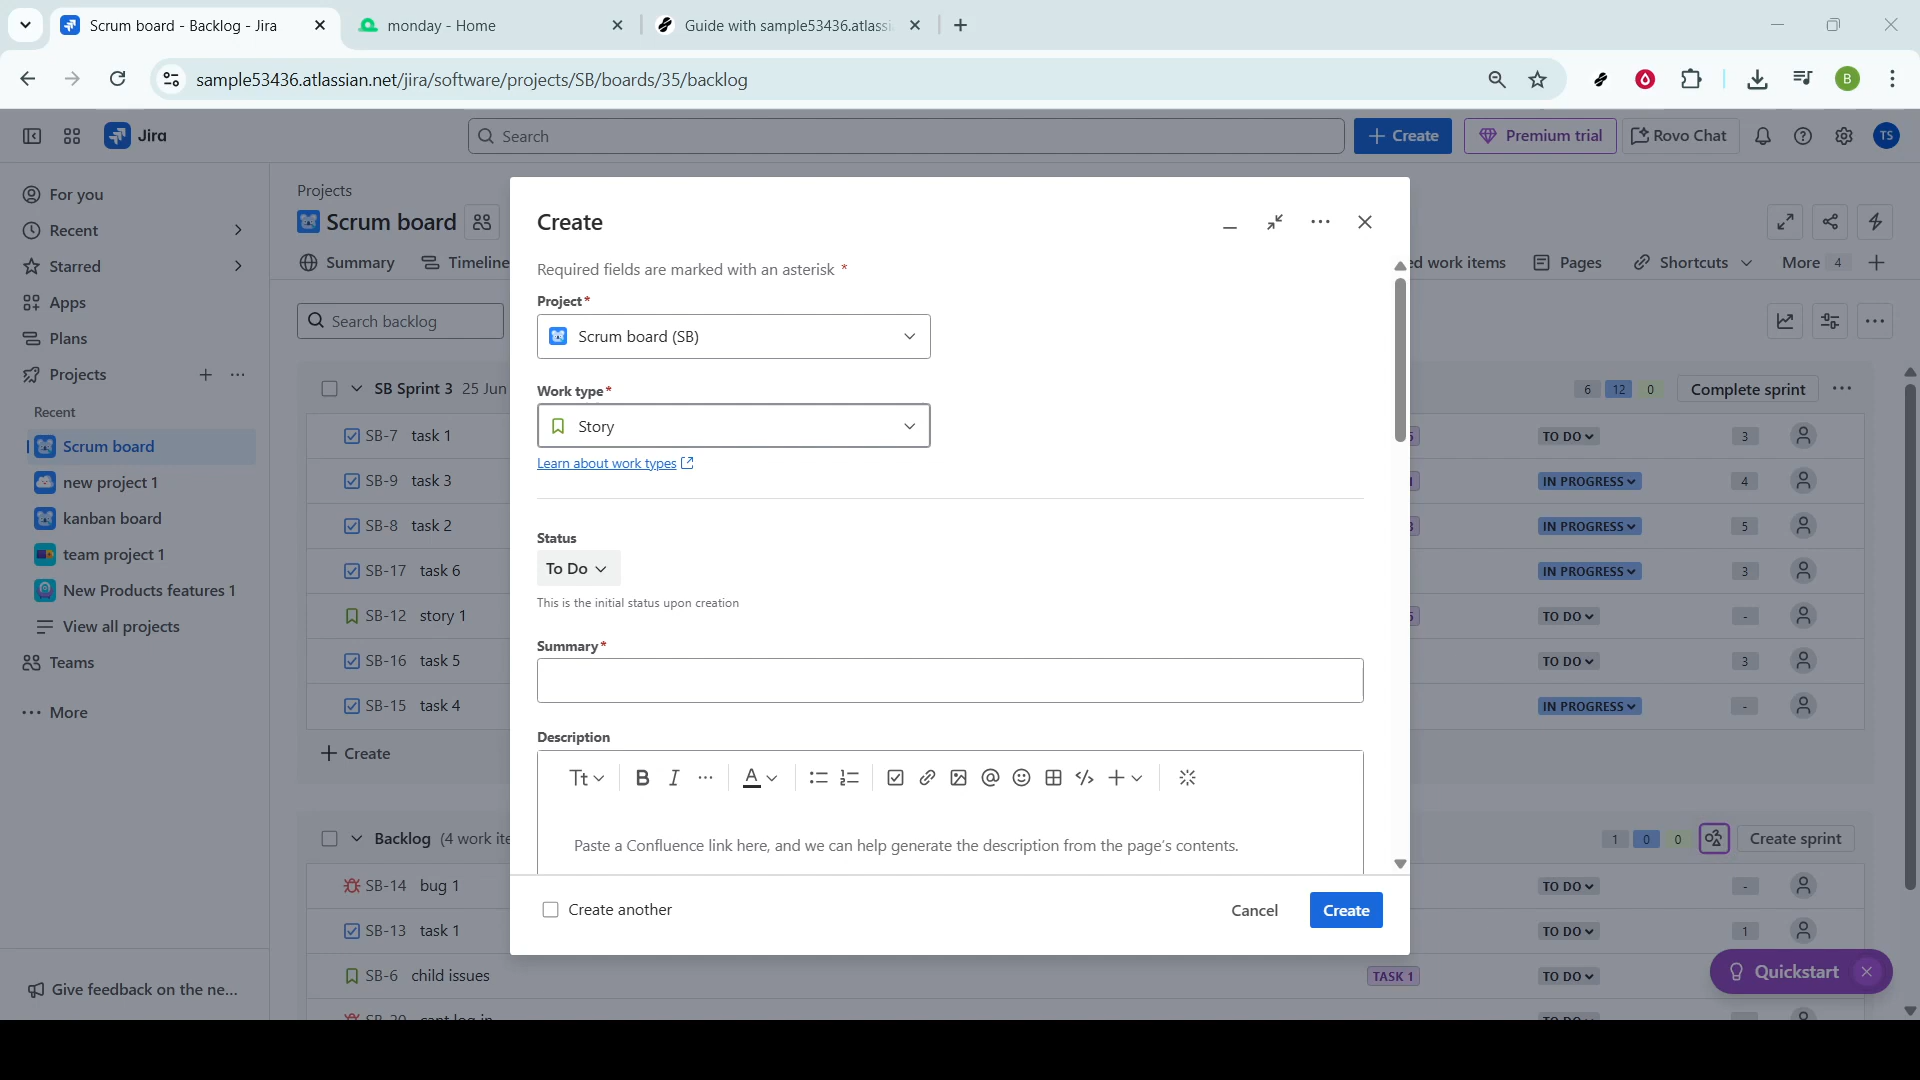 Scrum board - Backlog - Jira
monday - Home
Guide with sample53436.atlassi
sample53436.atlassian.net/jira/software/projects/SB/boards/35/backlog
B
Jira
Search
Create
Premium trial
Rovo Chat
TS
For you
Recent
Starred
Apps
Plans
Projects
Recent
Scrum board
new project 1
kanban board
team project 1
New Products features 1
View all projects
Teams
More
Give feedback on the ne...
Projects
Scrum board
Summary
Timeline
ed work items
Pages
Shortcuts
More 4
Search backlog
SB Sprint 3 25 Jun
6 12 0 Complete sprint
SB-7 task 1
TO DO 3
SB-9 task 3
IN PROGRESS 4
SB-8 task 2
IN PROGRESS 5
SB-17 task 6
IN PROGRESS 3
SB-12 story 1
TO DO -
SB-16 task 5
TO DO 3
SB-15 task 4
IN PROGRESS -
Create
Backlog (4 work ite
1 0 0 Create sprint
SB-14 bug 1
TO DO -
SB-13 task 1
TO DO 1
SB-6 child issues
TASK 1 TO DO
Quickstart
Create
Required fields are marked with an asterisk *
Project*
Scrum board (SB)
Work type*
Story
Learn about work types
Status
To Do
This is the initial status upon creation
Summary*
Description
Tt B I ... A
Paste a Confluence link here, and we can help generate the description from the page's contents.
Create another
Cancel
Create